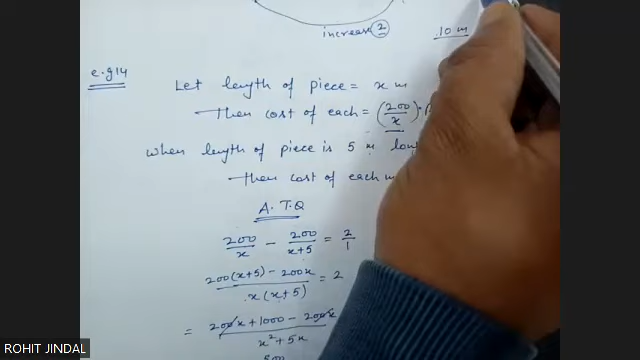 increase 2
10 m
e.g14
Let length of piece = x m
Then cost of each = (200/x)
When length of piece is 5 m
Then cost of each m
A.T.Q
200/x - 200/x+5 = 2/1
200(x+5) - 200x / x(x+5) = 2
= 200x + 1000 - 200x / x² + 5x
500
ROHIT JINDAL